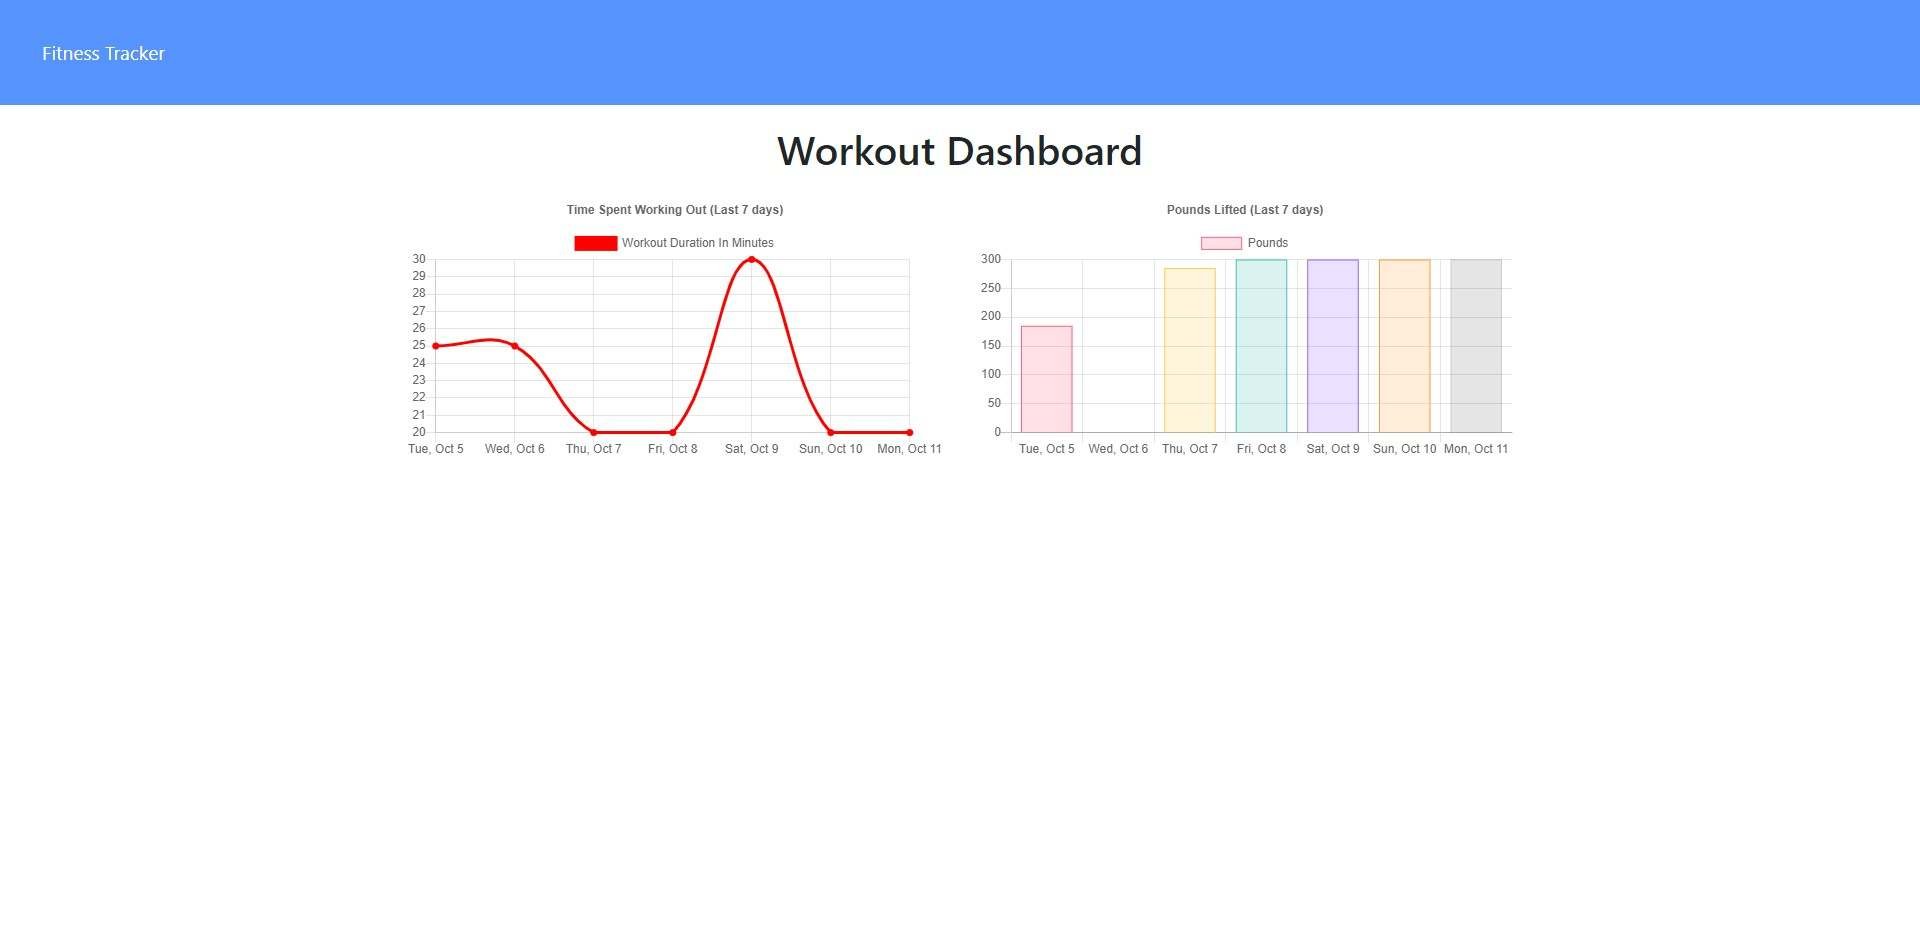 Fitness Tracker
Workout Dashboard
Time Spent Working Out (Last 7 days)
Workout Duration In Minutes
30
29
28
27
26
25
24
23
22
21
20
Tue, Oct 5 Wed, Oct 6 Thu, Oct 7 Fri, Oct 8 Sat, Oct 9 Sun, Oct 10 Mon, Oct 11
Pounds Lifted (Last 7 days)
Pounds
300
250
200
150
100
50
0
Tue, Oct 5 Wed, Oct 6 Thu, Oct 7 Fri, Oct 8 Sat, Oct 9 Sun, Oct 10 Mon, Oct 11